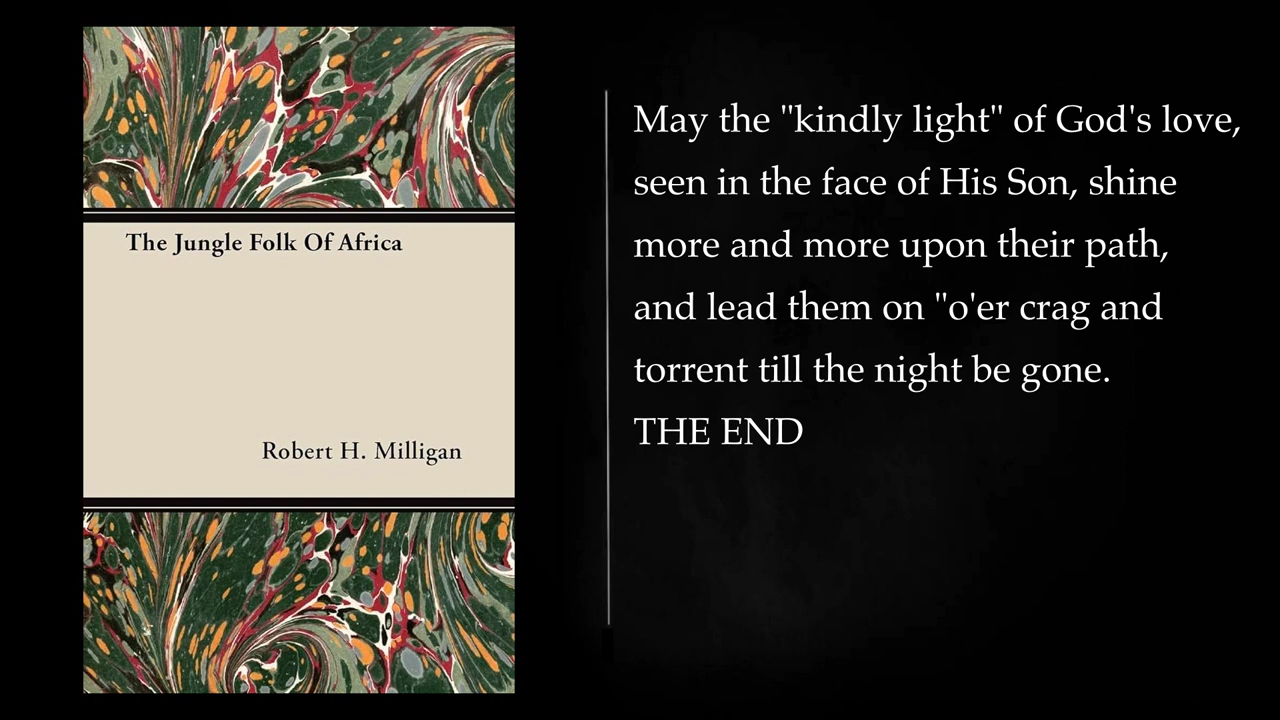 The Jungle Folk Of Africa
Robert H. Milligan
May the "kindly light" of God's love,
seen in the face of His Son, shine
more and more upon their path,
and lead them on "o'er crag and
torrent till the night be gone.
THE END